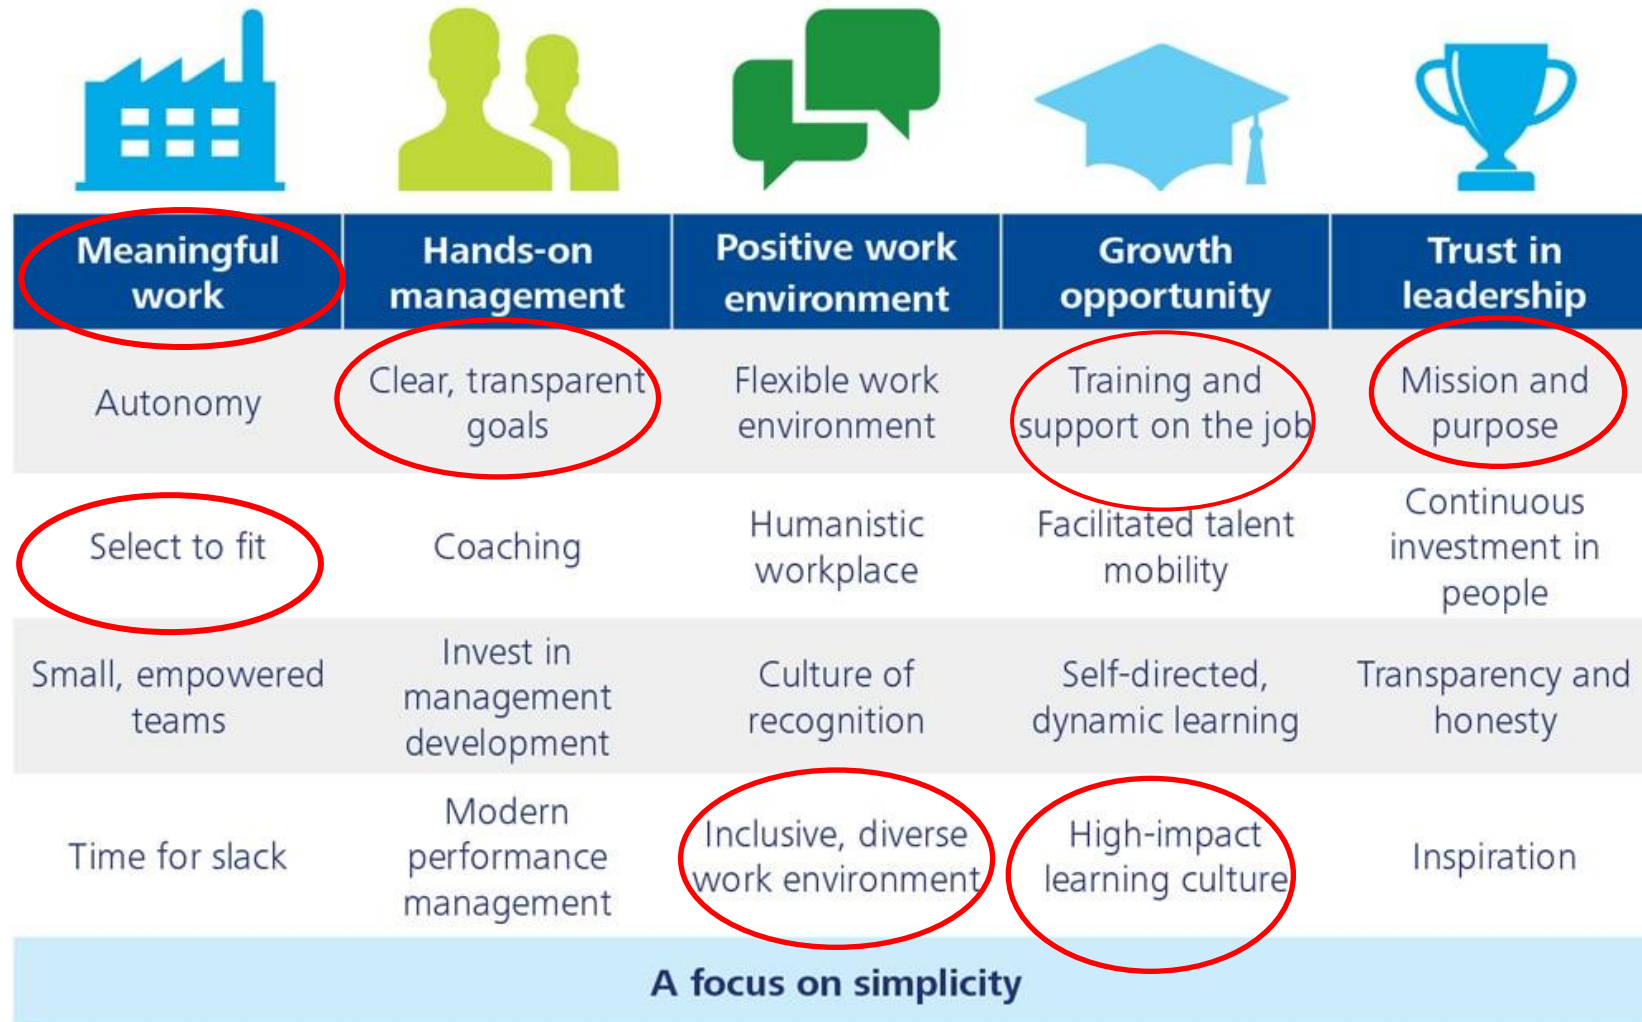 Meaningful
work
Hands-on
management
Positive work
environment
Growth
opportunity
Trust in
leadership
Autonomy
Clear, transparent
goals
Flexible work
environment
Training and
support on the job
Mission and
purpose
Select to fit
Coaching
Humanistic
workplace
Facilitated talent
mobility
Continuous
investment in
people
Small, empowered
teams
Invest in
management
development
Culture of
recognition
Self-directed,
dynamic learning
Transparency and
honesty
Time for slack
Modern
performance
management
Inclusive, diverse
work environment
High-impact
learning culture
Inspiration
A focus on simplicity